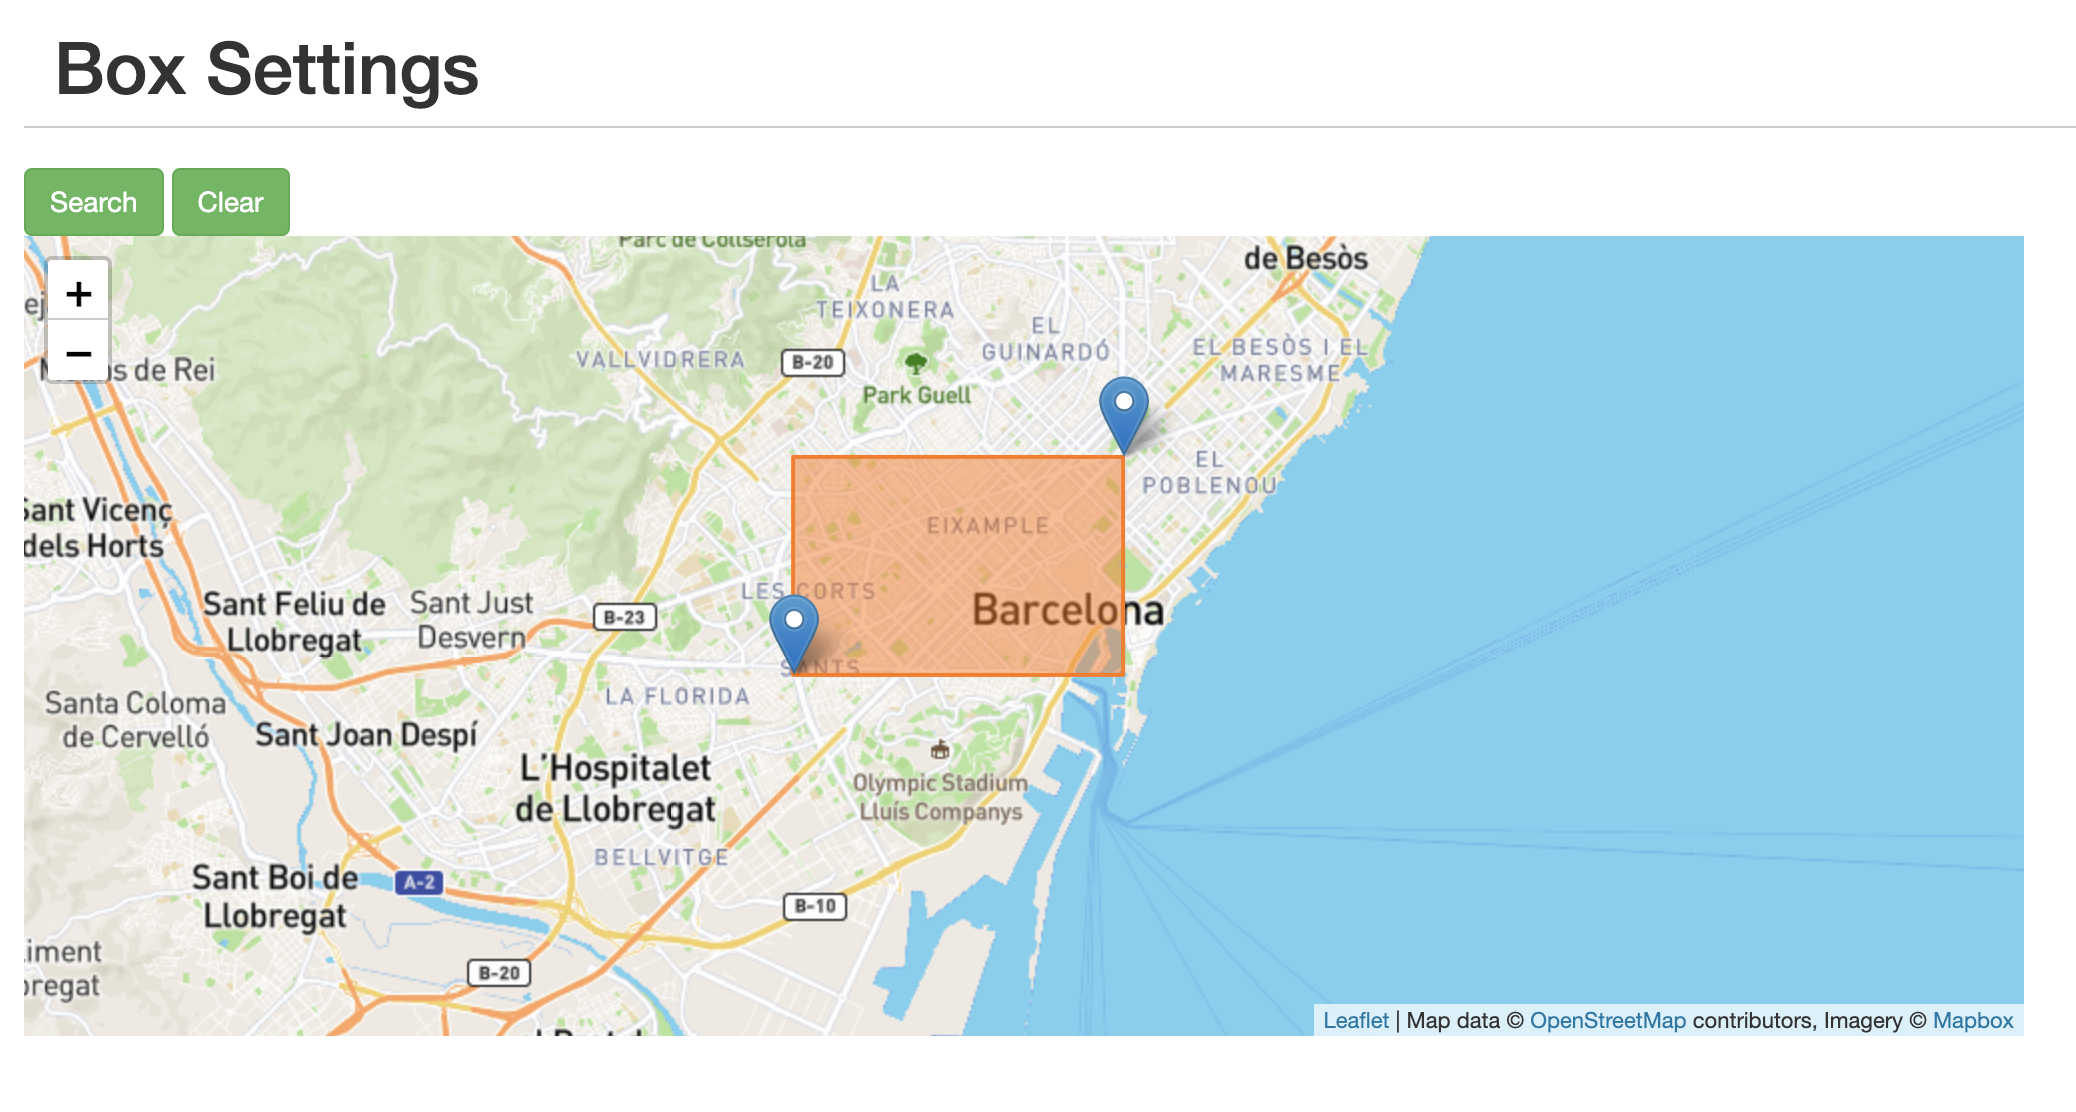 Box Settings
Search Clear
Parc de Collserola
de Besòs
+
LA
TEIXONERA
EL
GUINARDÓ
VALLVIDRERA
B-20
EL BESÒS I EL
MARESME
−
de Rei
Park Guell
EL
POBLENOU
Sant Vicenç
dels Horts
EIXAMPLE
LES CORTS
Barcelona
Sant Feliu de
Llobregat
Sant Just
Desvern
B-23
SANTS
LA FLORIDA
Santa Coloma
de Cervelló
Sant Joan Despí
L'Hospitalet
de Llobregat
Olympic Stadium
Lluís Companys
BELLVITGE
Sant Boi de
Llobregat
A-2
B-10
B-20
Leaflet | Map data © OpenStreetMap contributors, Imagery © Mapbox